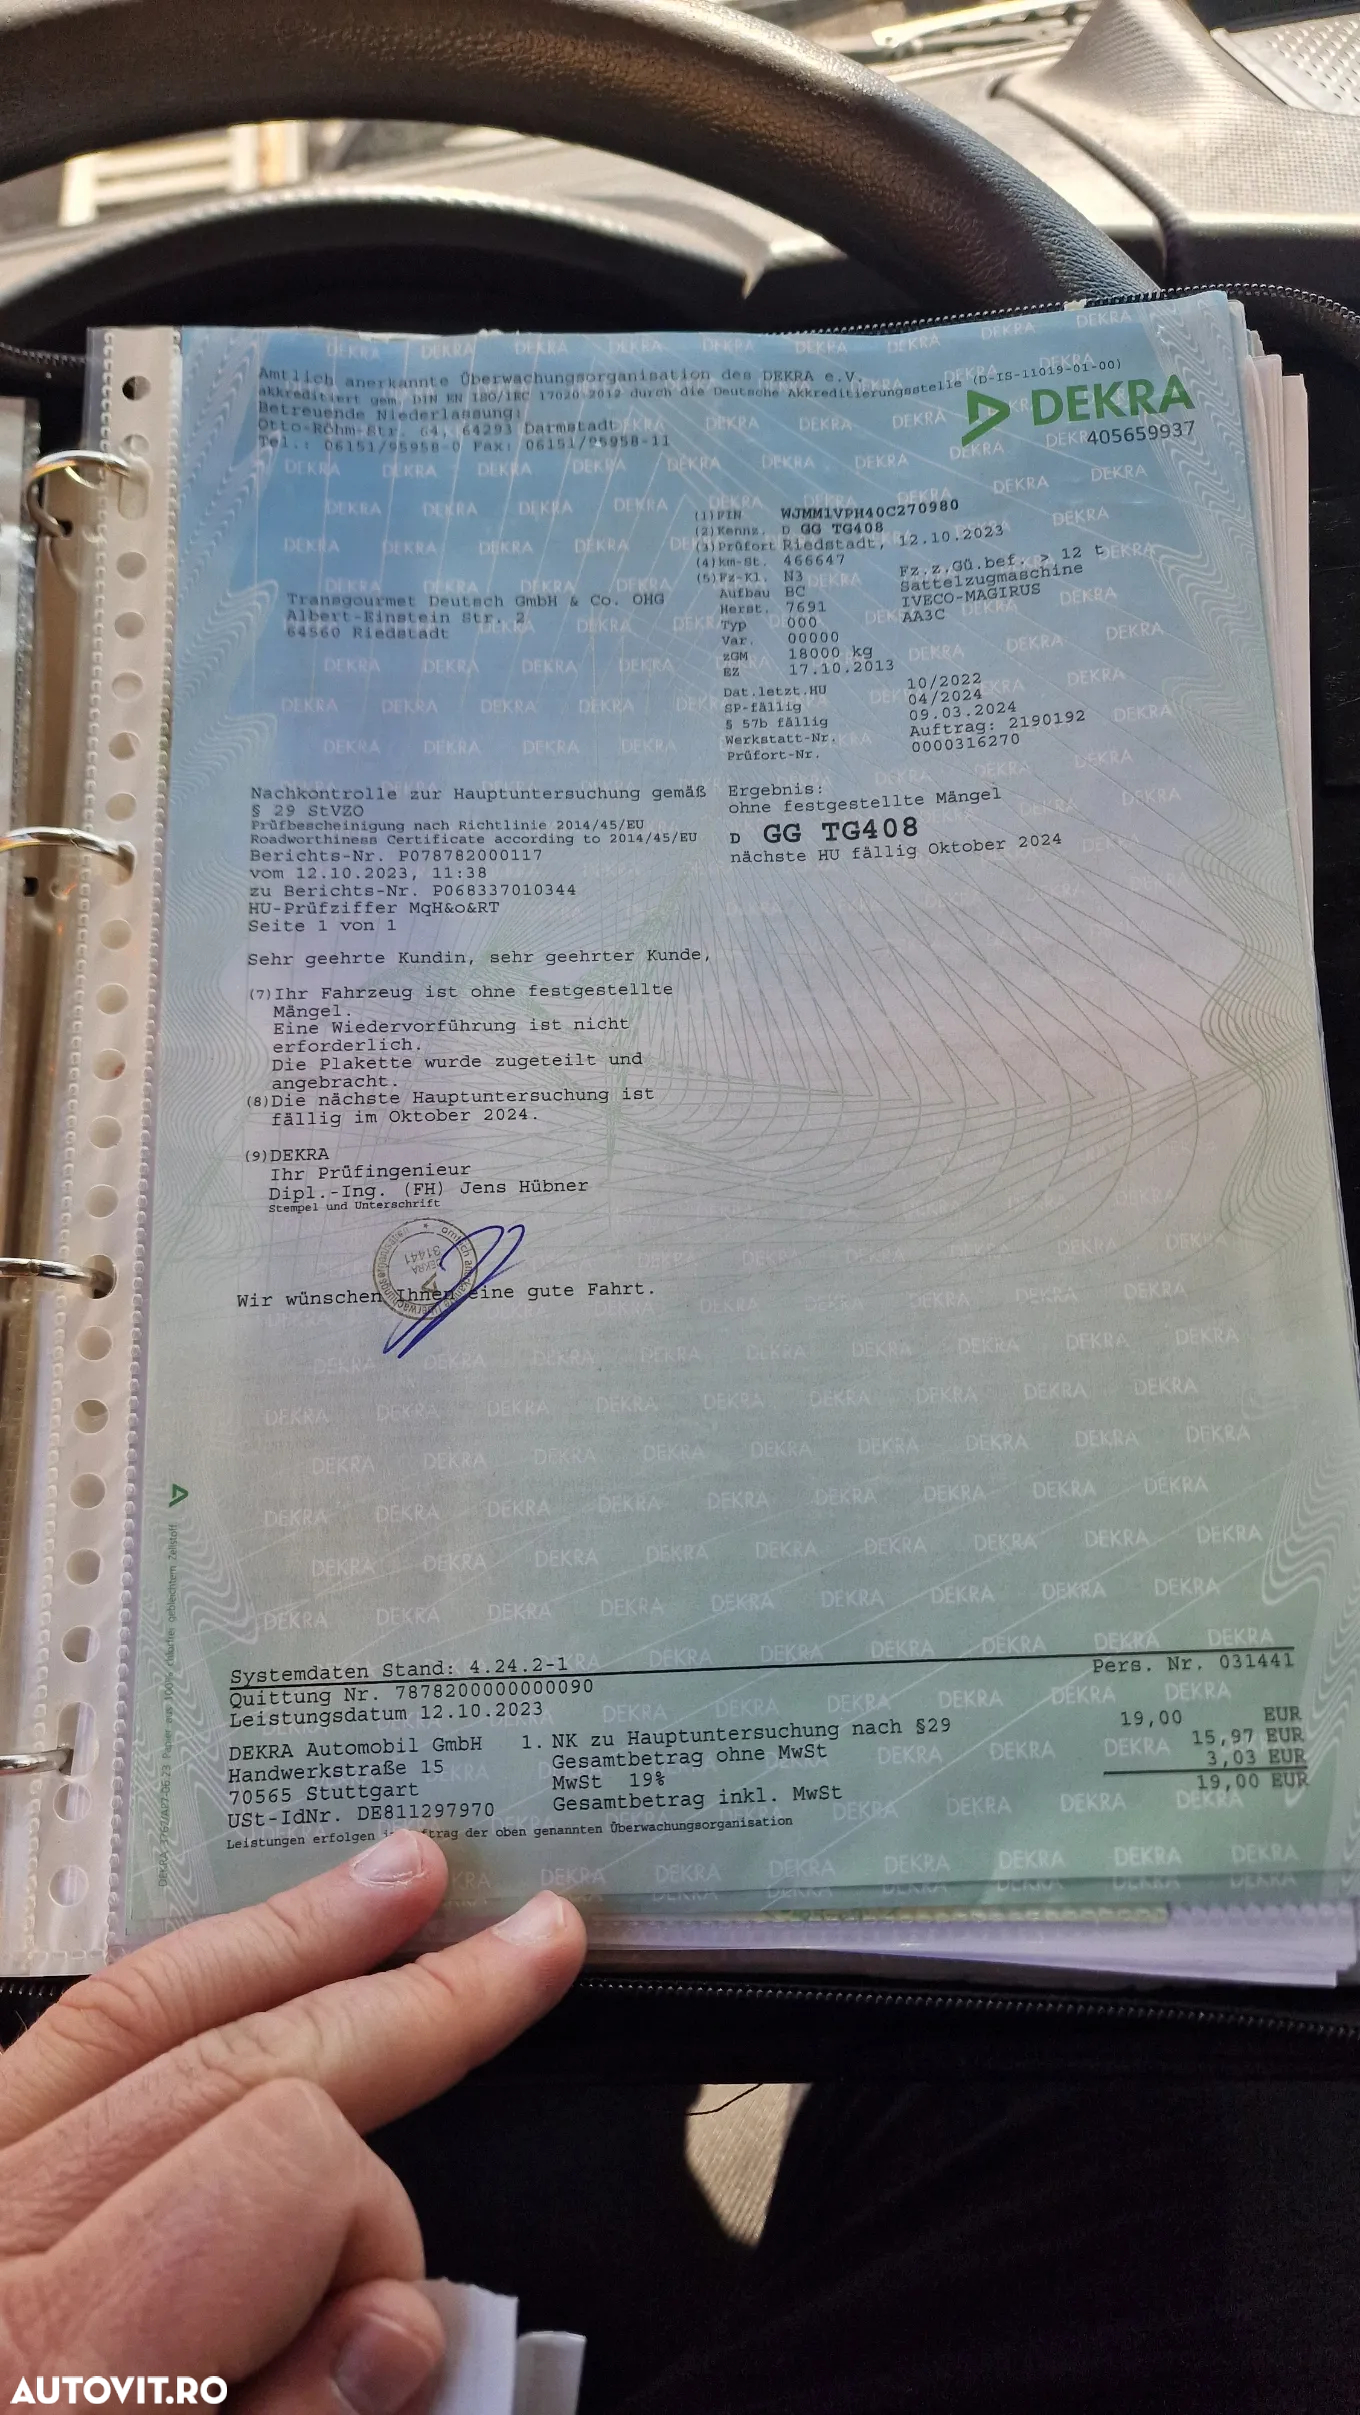 Amtlich anerkannte Überwachungsorganisation des DEKRA e.V.
akkreditiert gem. DIN EN ISO/IEC 17020:2012 durch die Deutsche Akkreditierungsstelle (D-IS-11019-01-00)
Betreuende Niederlassung:
Otto-Röhm-Str. 64, 64293 Darmstadt
Tel.: 06151/95958-0 Fax: 06151/95958-11
DEKRA
405659937
(1) FIN WJMM1VPH40C270980
(2) Kennz. D GG TG408
(3) Prüfort Riedstadt, 12.10.2023
(4) km-St. 466647
(5) Fz-Kl. N3 Fz.z.Gü.bef. > 12 t
Aufbau BC Sattelzugmaschine
Herst. 7691 IVECO-MAGIRUS
Typ 000 AA3C
Var. 00000
zGM 18000 kg
EZ 17.10.2013
Dat.letzt.HU 10/2022
SP-fällig 04/2024
§ 57b fällig 09.03.2024
Werkstatt-Nr. Auftrag: 2190192
Prüfort-Nr. 0000316270
Transgourmet Deutsch GmbH & Co. OHG
Albert-Einstein Str. 2
64560 Riedstadt
Nachkontrolle zur Hauptuntersuchung gemäß
§ 29 StVZO
Prüfbescheinigung nach Richtlinie 2014/45/EU
Roadworthiness Certificate according to 2014/45/EU
Berichts-Nr. P078782000117
vom 12.10.2023, 11:38
zu Berichts-Nr. P068337010344
HU-Prüfziffer MqH&o&RT
Seite 1 von 1
Ergebnis:
ohne festgestellte Mängel
D GG TG408
nächste HU fällig Oktober 2024
Sehr geehrte Kundin, sehr geehrter Kunde,
(7) Ihr Fahrzeug ist ohne festgestellte
Mängel.
Eine Wiedervorführung ist nicht
erforderlich.
Die Plakette wurde zugeteilt und
angebracht.
(8) Die nächste Hauptuntersuchung ist
fällig im Oktober 2024.
(9) DEKRA
Ihr Prüfingenieur
Dipl.-Ing. (FH) Jens Hübner
Stempel und Unterschrift
DEKRA
31441
Wir wünschen Ihnen eine gute Fahrt.
Systemdaten Stand: 4.24.2-1
Pers. Nr. 031441
Quittung Nr. 7878200000000090
Leistungsdatum 12.10.2023
DEKRA Automobil GmbH
Handwerkstraße 15
70565 Stuttgart
USt-IdNr. DE811297970
1. NK zu Hauptuntersuchung nach §29 19,00 EUR
Gesamtbetrag ohne MwSt 15,97 EUR
MwSt 19% 3,03 EUR
Gesamtbetrag inkl. MwSt 19,00 EUR
Leistungen erfolgen der oben genannten Überwachungsorganisation
AUTOVIT.RO